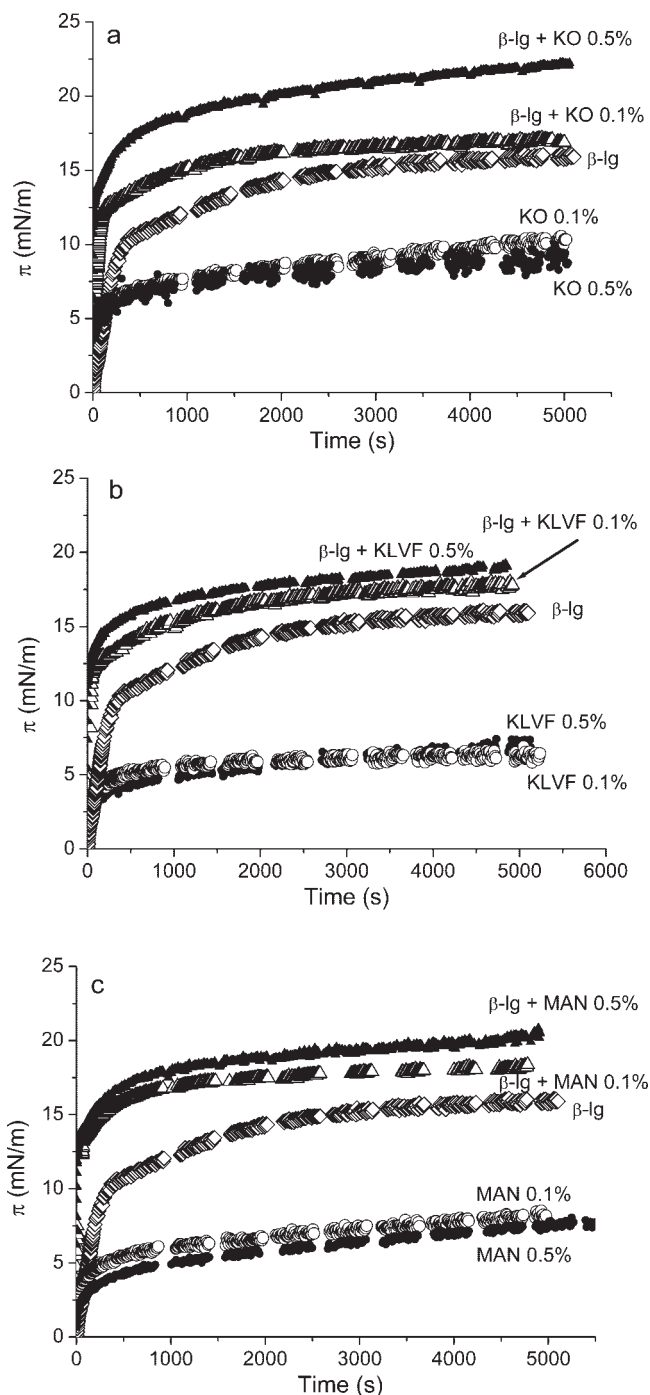 a
β-lg + KO 0.5%
β-lg + KO 0.1%
β-lg
KO 0.1%
KO 0.5%
π (mN/m)
25
20
15
10
5
0
0 1000 2000 3000 4000 5000
Time (s)
b
β-lg + KLVF 0.1%
β-lg + KLVF 0.5%
β-lg
KLVF 0.5%
KLVF 0.1%
π (mN/m)
25
20
15
10
5
0
0 1000 2000 3000 4000 5000 6000
Time (s)
c
β-lg + MAN 0.5%
β-lg + MAN 0.1%
β-lg
MAN 0.1%
MAN 0.5%
π (mN/m)
25
20
15
10
5
0
0 1000 2000 3000 4000 5000
Time (s)